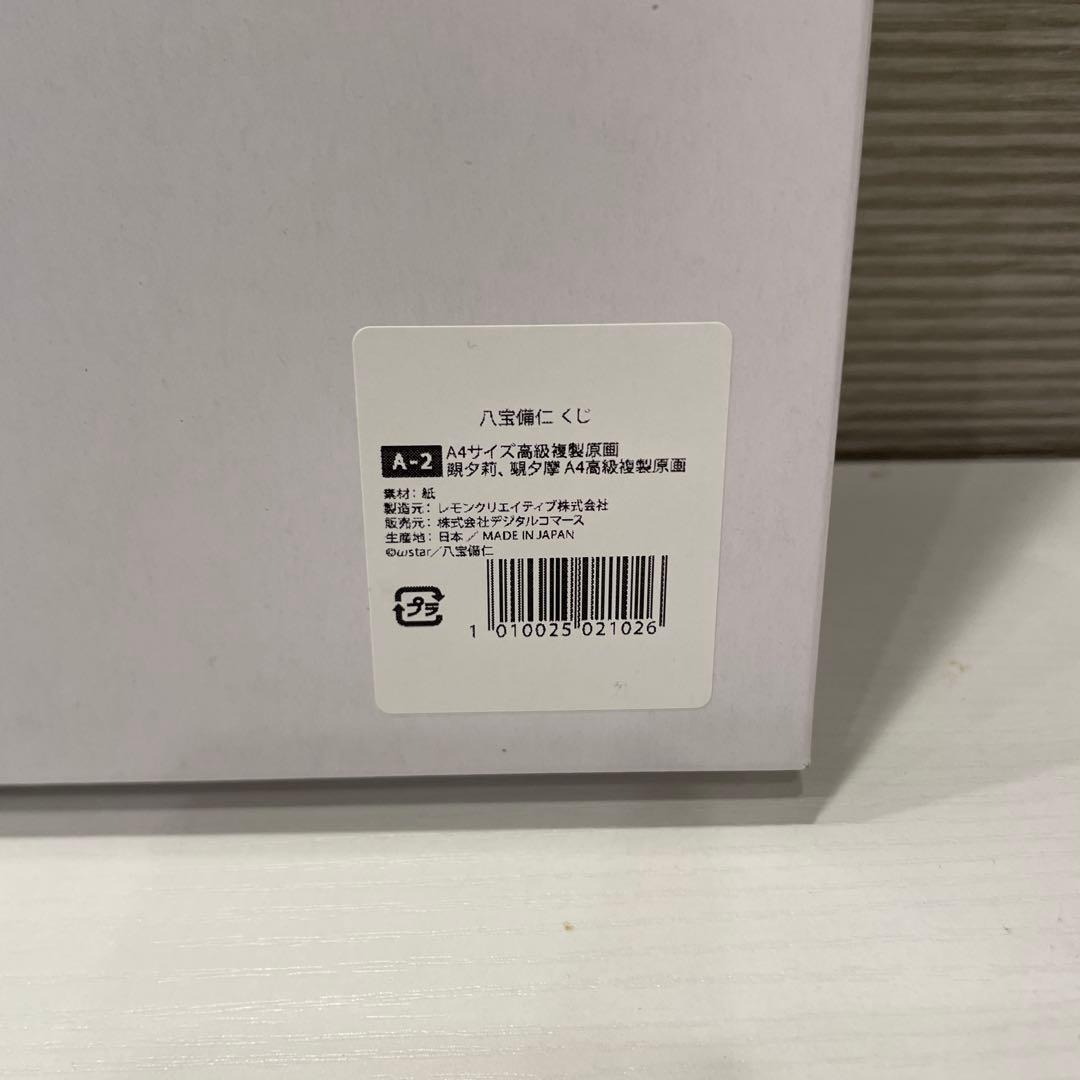 八宝備仁 くじ
A-2
A4サイズ高級複製原画
覡夕莉、覡夕摩 A4高級複製原画
素材：紙
製造元：レモンクリエイティブ株式会社
販売元：株式会社デジタルコマース
生産地：日本／MADE IN JAPAN
©ωstar／八宝備仁
プラ
1 010025 021026